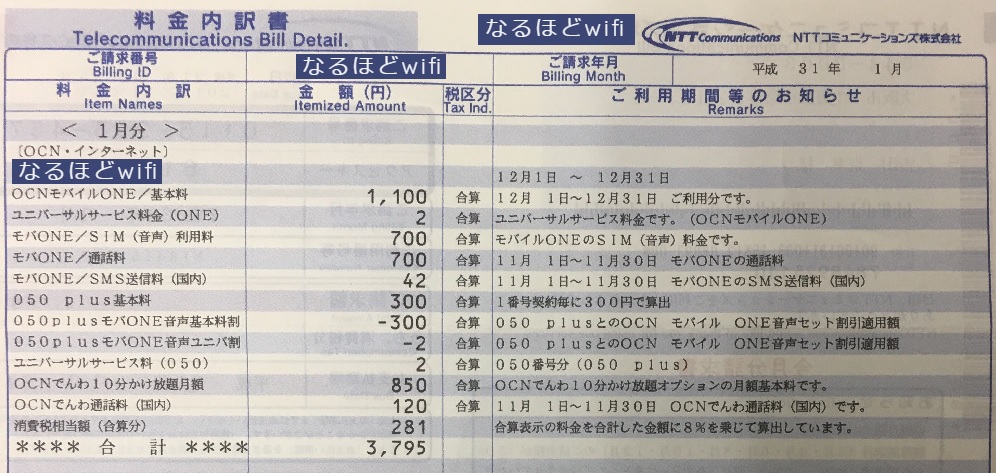 料金内訳書
Telecommunications Bill Detail.
なるほどwifi
NTT Communications NTTコミュニケーションズ株式会社
ご請求番号
Billing ID
なるほどwifi
ご請求年月
Billing Month
平成 31年 1月
料金内訳
Item Names
金額(円)
Itemized Amount
税区分
Tax Ind.
ご利用期間等のお知らせ
Remarks
< 1月分 >
〔OCN・インターネット〕
なるほどwifi
12月1日 ～ 12月31日
OCNモバイルONE/基本料 1,100 合算 12月 1日～12月31日 ご利用分です。
ユニバーサルサービス料金(ONE) 2 合算 ユニバーサルサービス料金です。(OCNモバイルONE)
モバONE/SIM(音声)利用料 700 合算 モバイルONEのSIM(音声)料金です。
モバONE/通話料 700 合算 11月 1日～11月30日 モバONEの通話料
モバONE/SMS送信料(国内) 42 合算 11月 1日～11月30日 モバONEのSMS送信料(国内)
050 plus基本料 300 合算 1番号契約毎に300円で算出
050plusモバONE音声基本料割 -300 合算 050 plusとのOCN モバイル ONE音声セット割引適用額
050plusモバONE音声ユニバ割 -2 合算 050 plusとのOCN モバイル ONE音声セット割引適用額
ユニバーサルサービス料(050) 2 合算 050番号分(050 plus)
OCNでんわ10分かけ放題月額 850 合算 OCNでんわ10分かけ放題オプションの月額基本料です。
OCNでんわ通話料(国内) 120 合算 11月 1日～11月30日 OCNでんわ通話料(国内)です。
消費税相当額(合算分) 281 合算表示の料金を合計した金額に8%を乗じて算出しています。
**** 合 計 **** 3,795